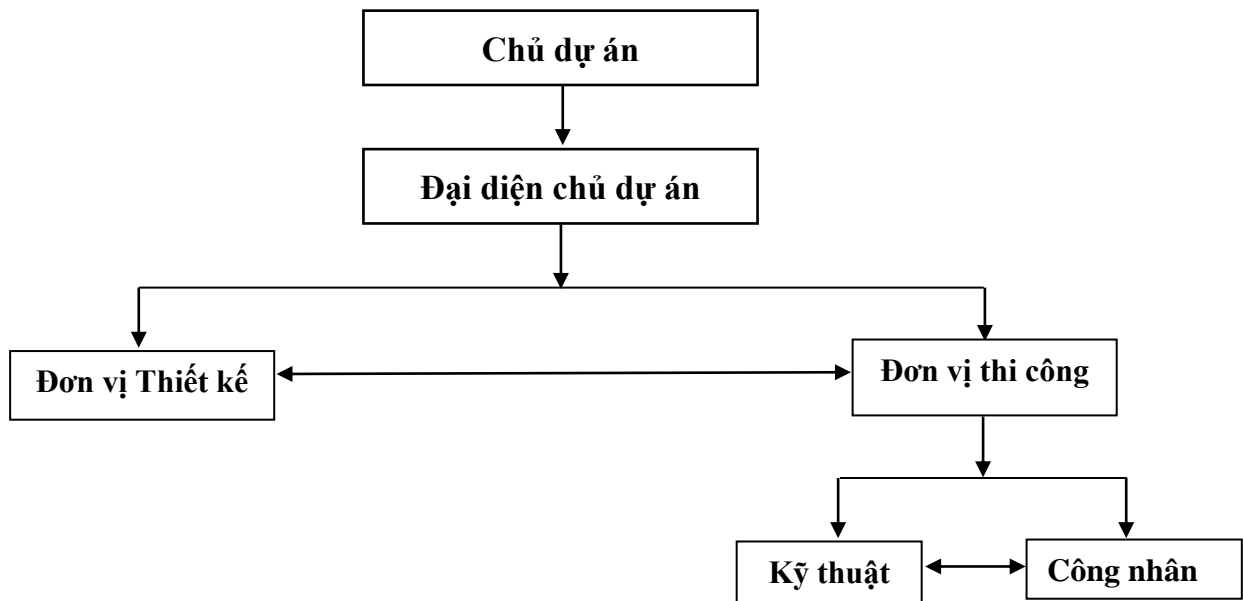 Chủ dự án
Đại diện chủ dự án
Đơn vị Thiết kế
Đơn vị thi công
Kỹ thuật
Công nhân